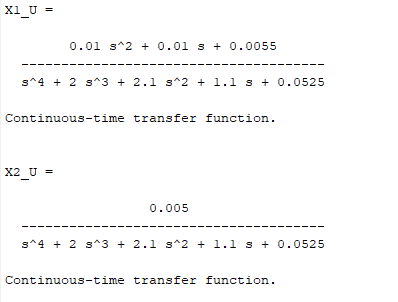 X1_U =
0.01 s^2 + 0.01 s + 0.0055
--------------------------------------
s^4 + 2 s^3 + 2.1 s^2 + 1.1 s + 0.0525
Continuous-time transfer function.
X2_U =
0.005
--------------------------------------
s^4 + 2 s^3 + 2.1 s^2 + 1.1 s + 0.0525
Continuous-time transfer function.